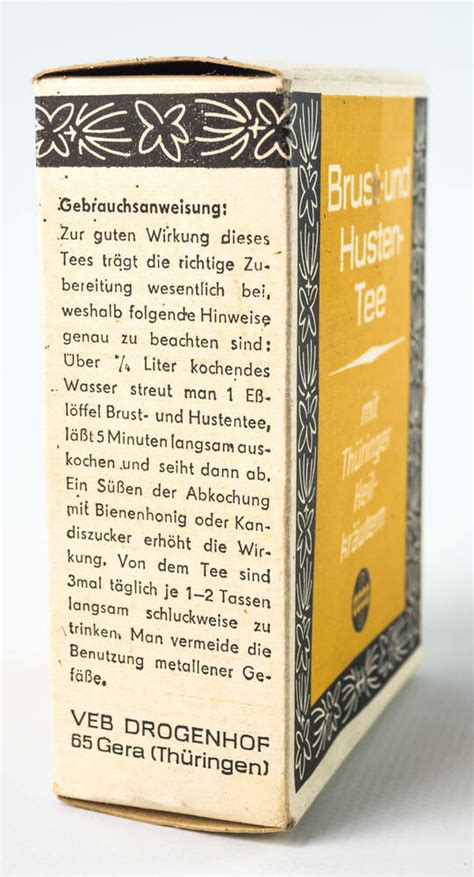 Gebrauchsanweisung:
Zur guten Wirkung dieses
Tees trägt die richtige Zu-
bereitung wesentlich bei,
weshalb folgende Hinweise
genau zu beachten sind:
Über ¼ Liter kochendes
Wasser streut man 1 Eß-
löffel Brust- und Hustentee,
läßt 5 Minuten langsam aus-
kochen und seiht dann ab.
Ein Süßen der Abkochung
mit Bienenhonig oder Kan-
diszucker erhöht die Wir-
kung. Von dem Tee sind
3mal täglich je 1–2 Tassen
langsam schluckweise zu
trinken. Man vermeide die
Benutzung metallener Ge-
fäße.
VEB DROGENHOF
65 Gera (Thüringen)
Brust-und
Husten-
Tee
mit
Thüringer
Heil-
kräutern